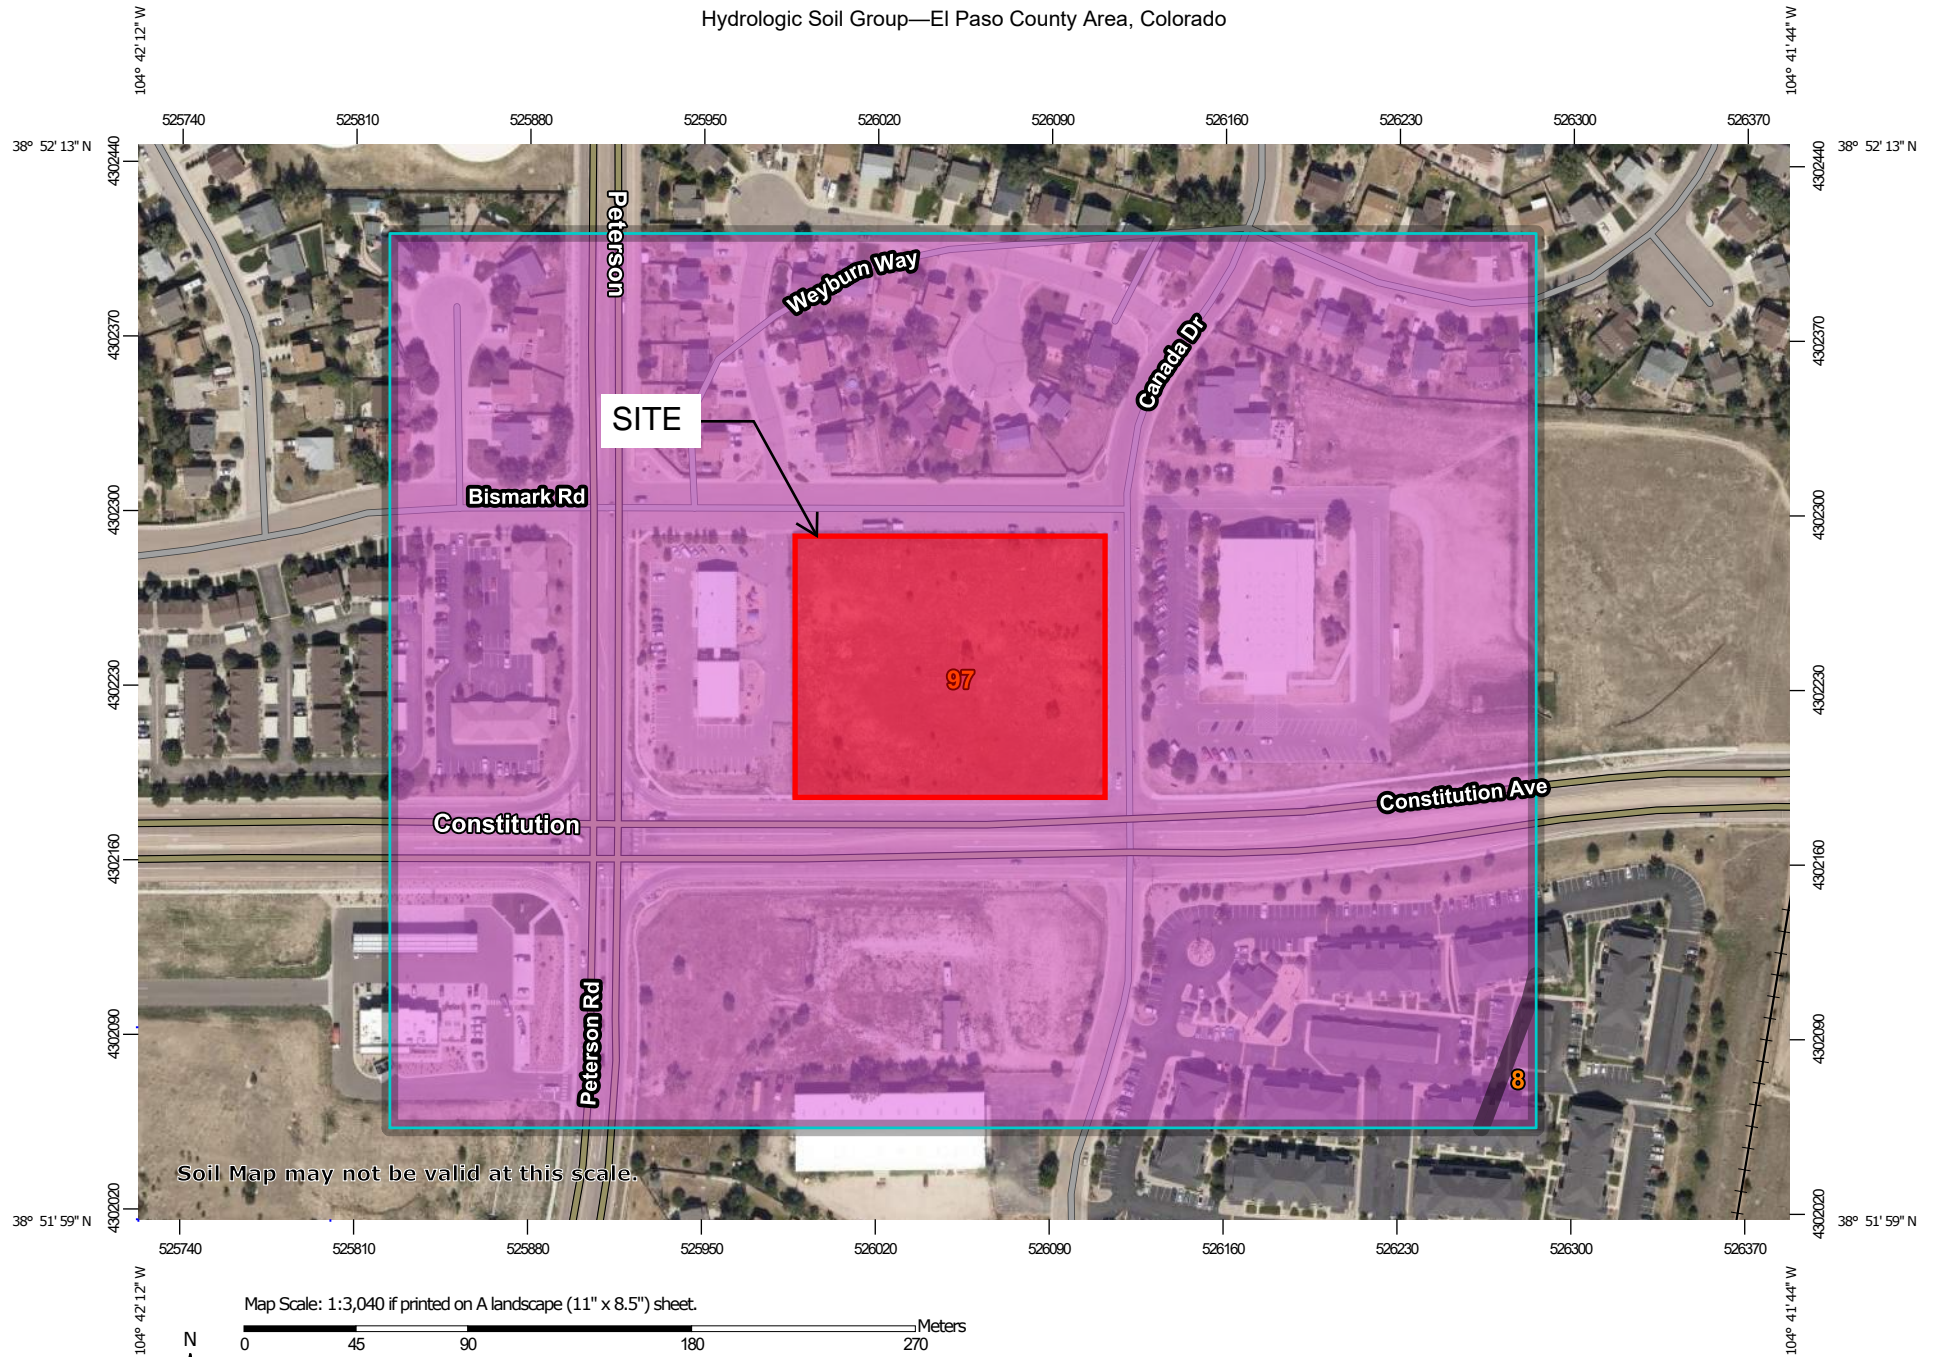 Hydrologic Soil Group—El Paso County Area, Colorado
104° 42' 12" W
104° 41' 44" W
525740 525810 525880 525950 526020 526090 526160 526230 526300 526370
38° 52' 13" N
38° 52' 13" N
4302440
4302440
Peterson
Weyburn Way
4302370
4302370
Canada Dr
SITE
Bismark Rd
4302300
4302300
97
4302230
4302230
Constitution Ave
Constitution
4302160
4302160
Peterson Rd
4302090
4302090
8
Soil Map may not be valid at this scale.
4302020
4302020
38° 51' 59" N
38° 51' 59" N
525740 525810 525880 525950 526020 526090 526160 526230 526300 526370
104° 42' 12" W
104° 41' 44" W
Map Scale: 1:3,040 if printed on A landscape (11" x 8.5") sheet.
Meters
N
0 45 90 180 270